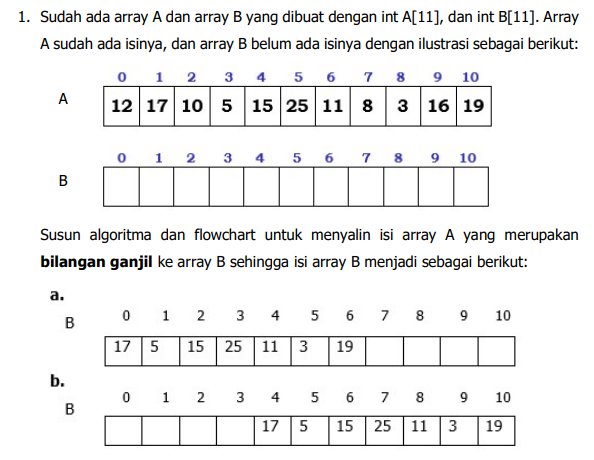 1. Sudah ada array A dan array B yang dibuat dengan int A[11], dan int B[11]. Array
A sudah ada isinya, dan array B belum ada isinya dengan ilustrasi sebagai berikut:
0 1 2 3 4 5 6 7 8 9 10
A 12 17 10 5 15 25 11 8 3 16 19
0 1 2 3 4 5 6 7 8 9 10
B
Susun algoritma dan flowchart untuk menyalin isi array A yang merupakan
bilangan ganjil ke array B sehingga isi array B menjadi sebagai berikut:
a.
B 0 1 2 3 4 5 6 7 8 9 10
17 5 15 25 11 3 19
b.
B 0 1 2 3 4 5 6 7 8 9 10
17 5 15 25 11 3 19